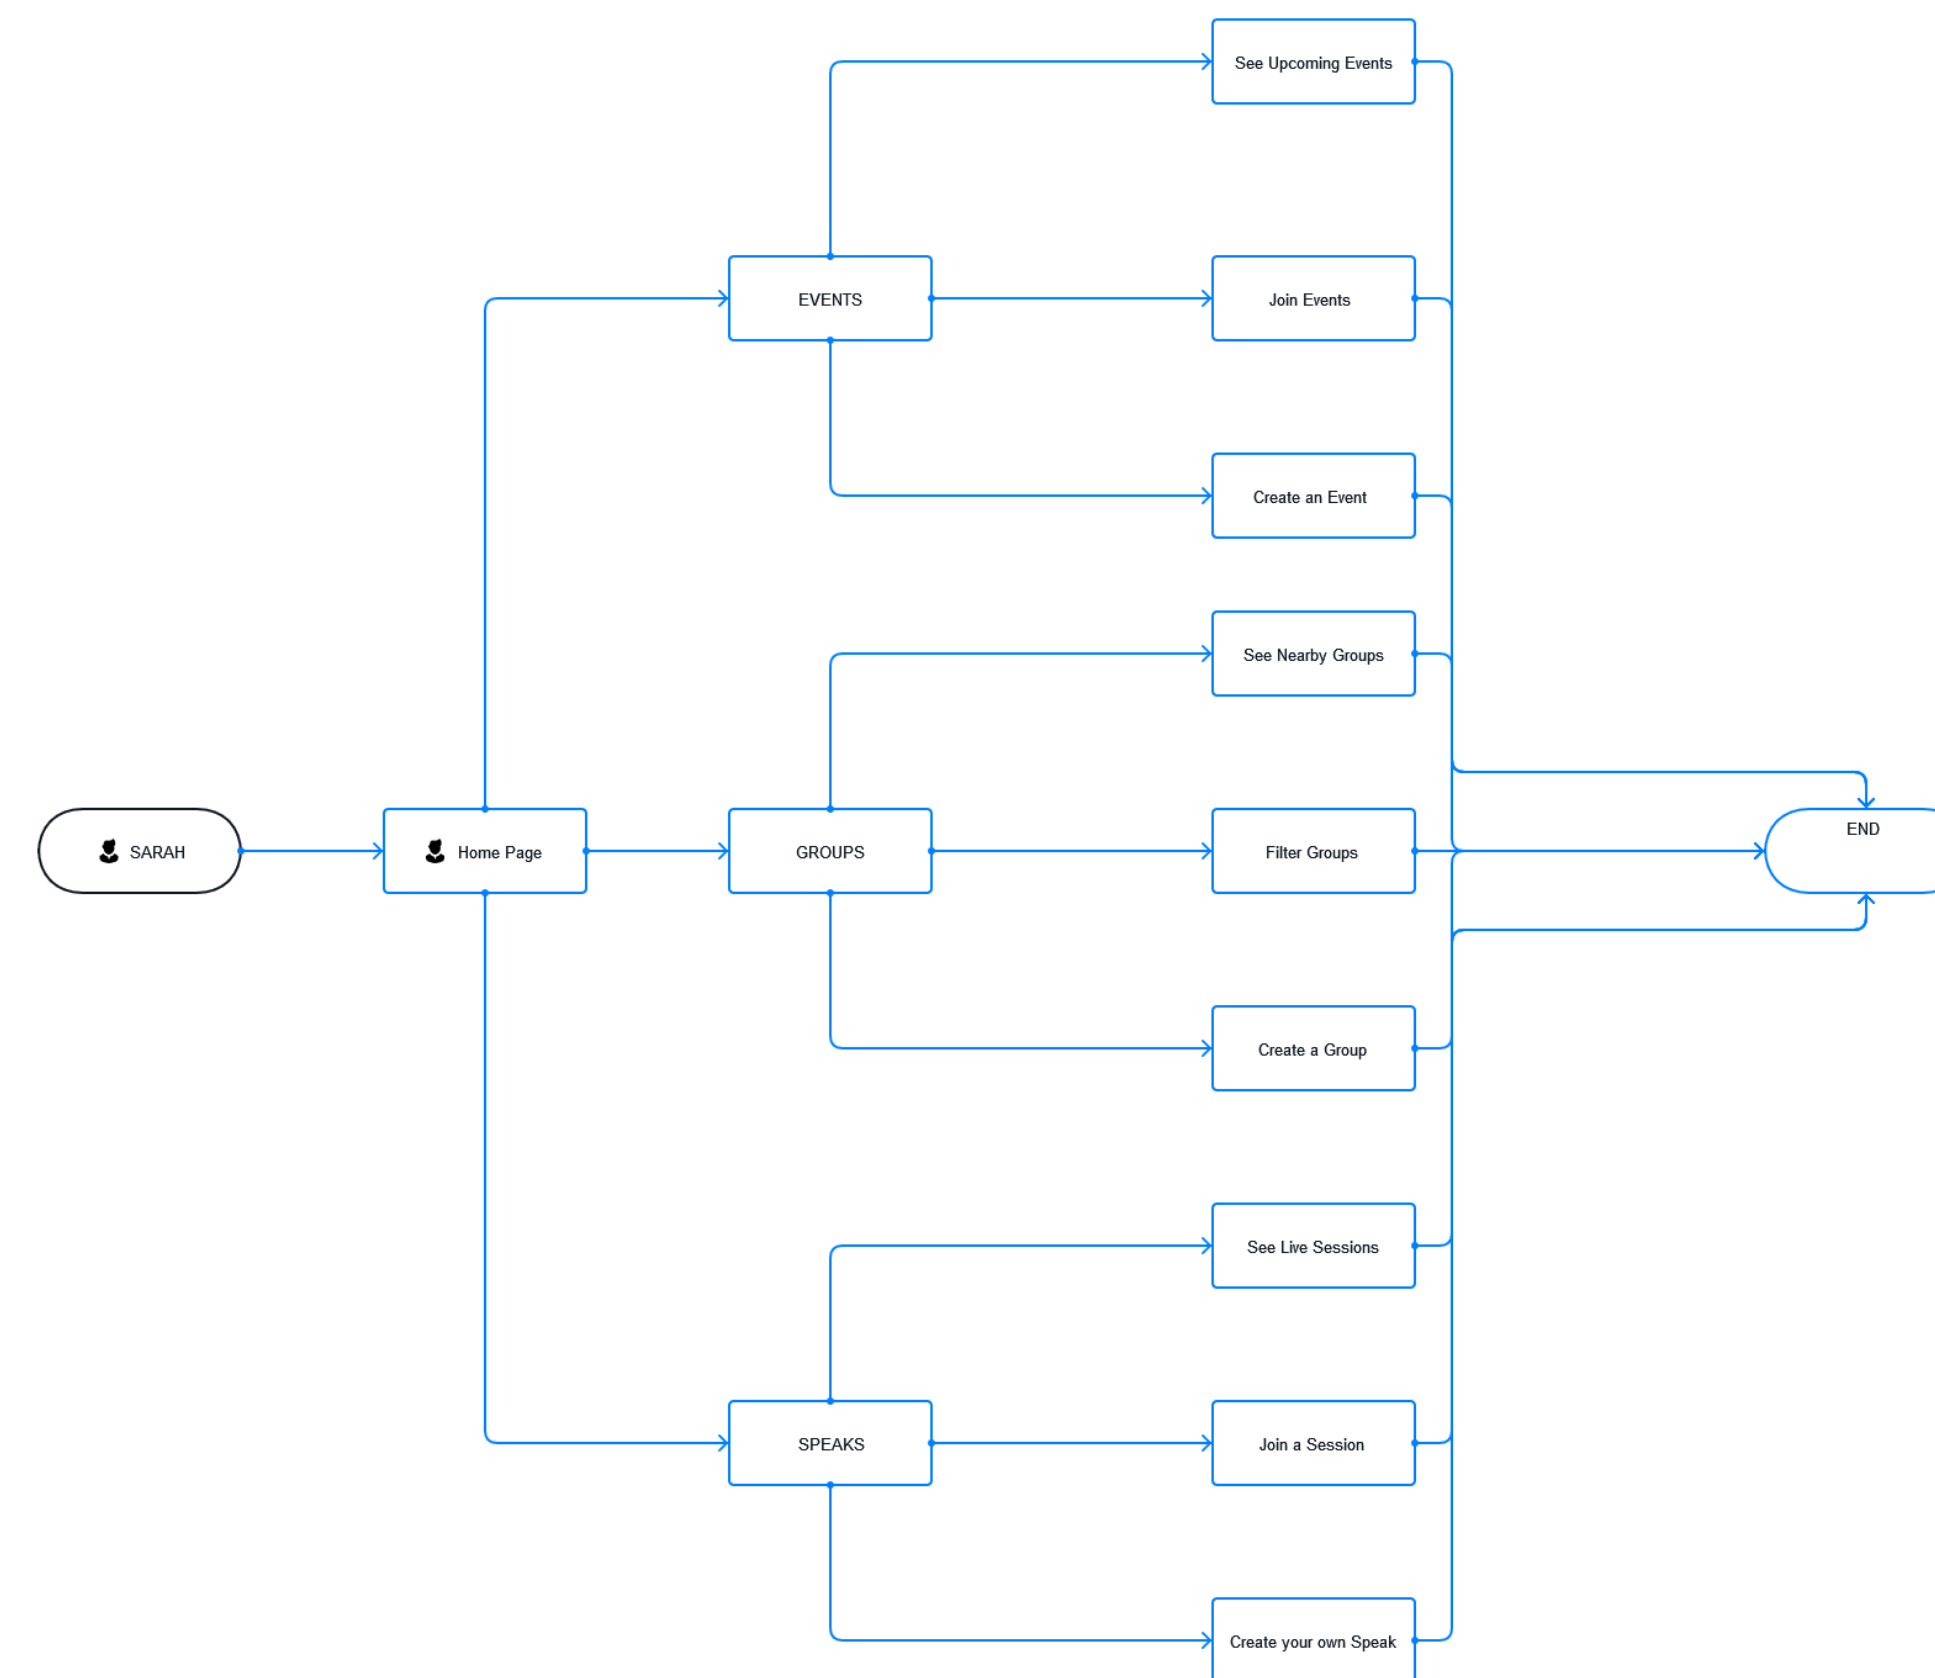 See Upcoming Events
EVENTS
Join Events
Create an Event
See Nearby Groups
SARAH
Home Page
GROUPS
Filter Groups
END
Create a Group
See Live Sessions
SPEAKS
Join a Session
Create your own Speak